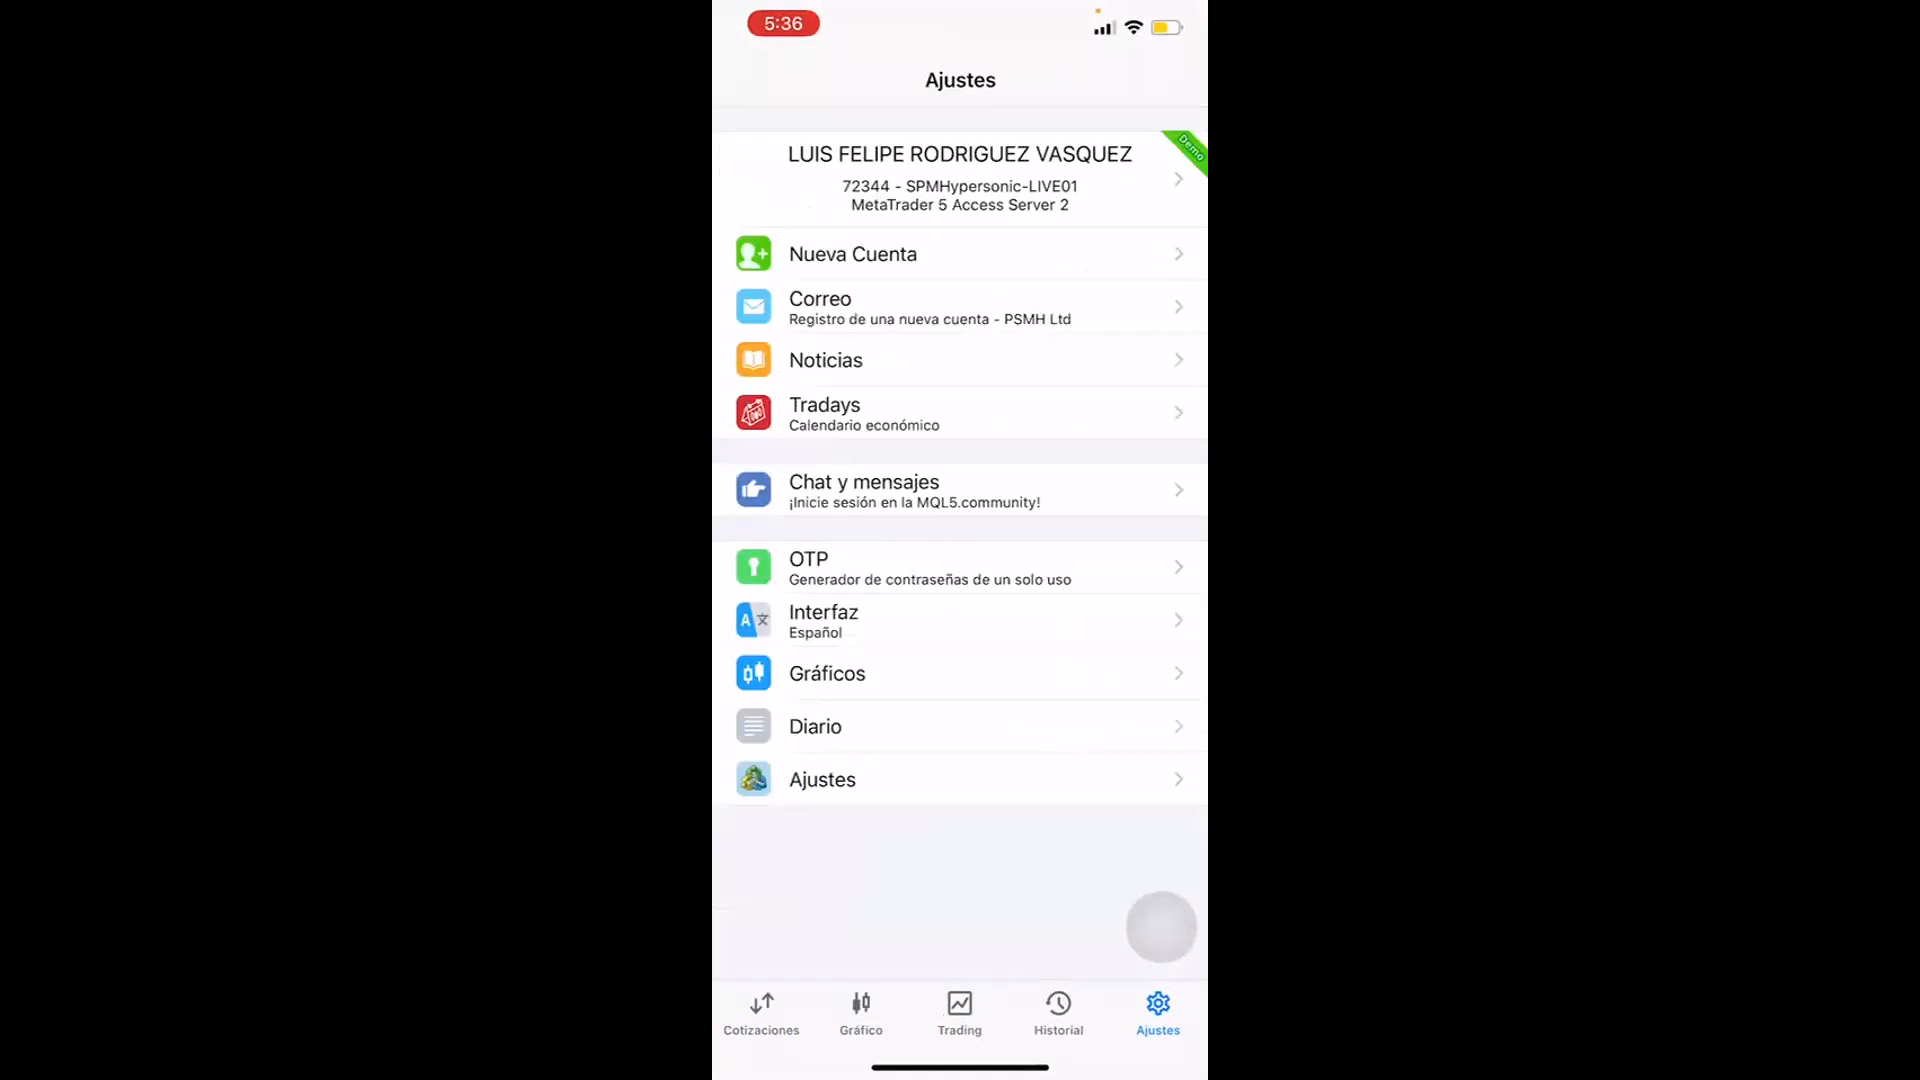 5:36
Ajustes
Demo
LUIS FELIPE RODRIGUEZ VASQUEZ
72344 - SPMHypersonic-LIVE01
MetaTrader 5 Access Server 2
Nueva Cuenta
Correo
Registro de una nueva cuenta - PSMH Ltd
Noticias
Tradays
Calendario económico
Chat y mensajes
¡Inicie sesión en la MQL5.community!
OTP
Generador de contraseñas de un solo uso
A 文
Interfaz
Español
Gráficos
Diario
Ajustes
Cotizaciones
Gráfico
Trading
Historial
Ajustes